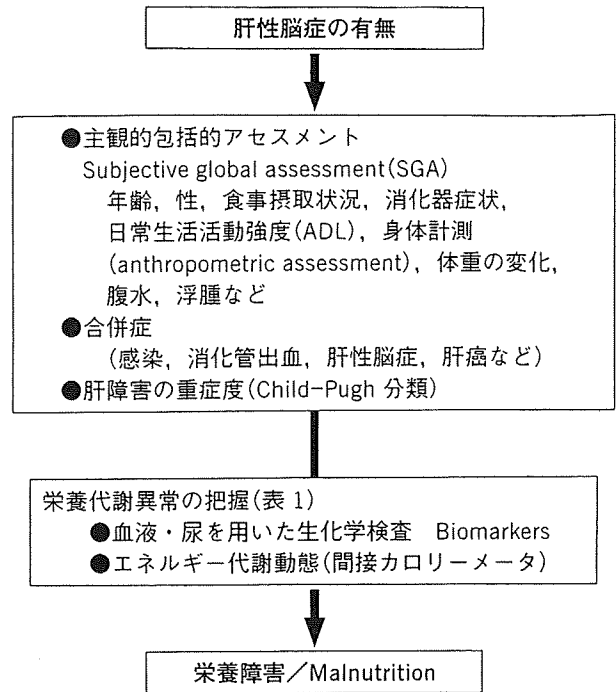 肝性脳症の有無
●主観的包括的アセスメント
Subjective global assessment(SGA)
年齢，性，食事摂取状況，消化器症状，
日常生活活動強度(ADL)，身体計測
(anthropometric assessment)，体重の変化，
腹水，浮腫など
●合併症
(感染，消化管出血，肝性脳症，肝癌など)
●肝障害の重症度(Child-Pugh 分類)
栄養代謝異常の把握(表 1)
●血液・尿を用いた生化学検査　Biomarkers
●エネルギー代謝動態(間接カロリーメータ)
栄養障害／Malnutrition